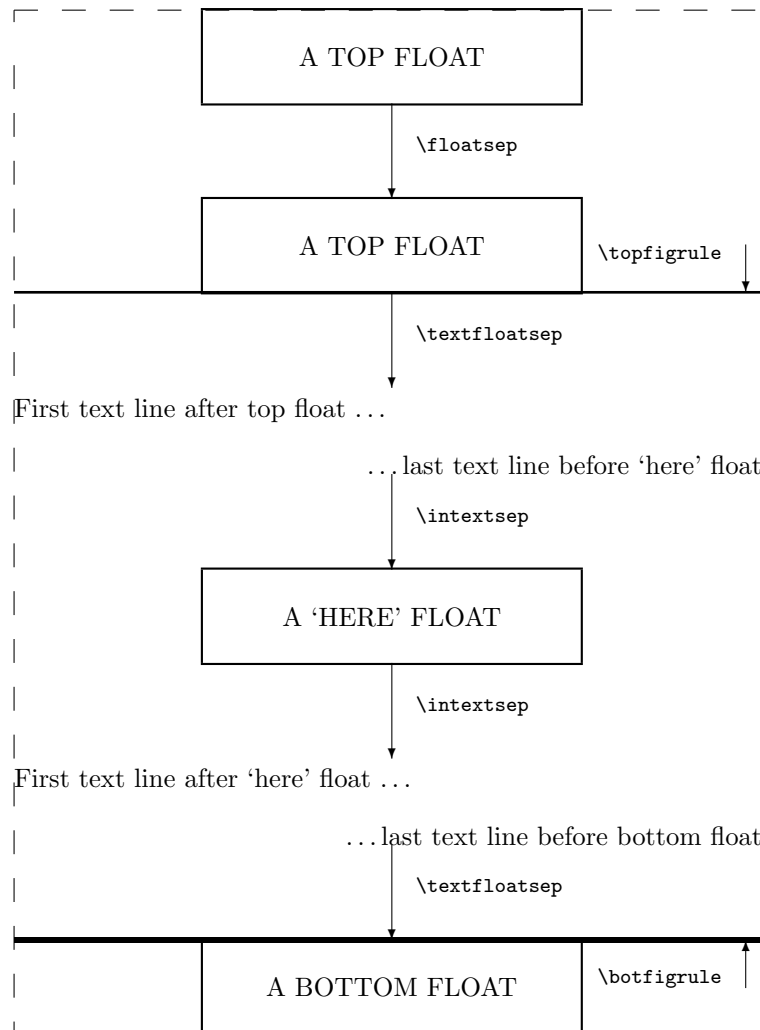 A TOP FLOAT
\floatsep
A TOP FLOAT
\topfigrule
\textfloatsep
First text line after top float ...
...last text line before ‘here’ float
\intextsep
A ‘HERE’ FLOAT
\intextsep
First text line after ‘here’ float ...
...last text line before bottom float
\textfloatsep
\botfigrule
A BOTTOM FLOAT